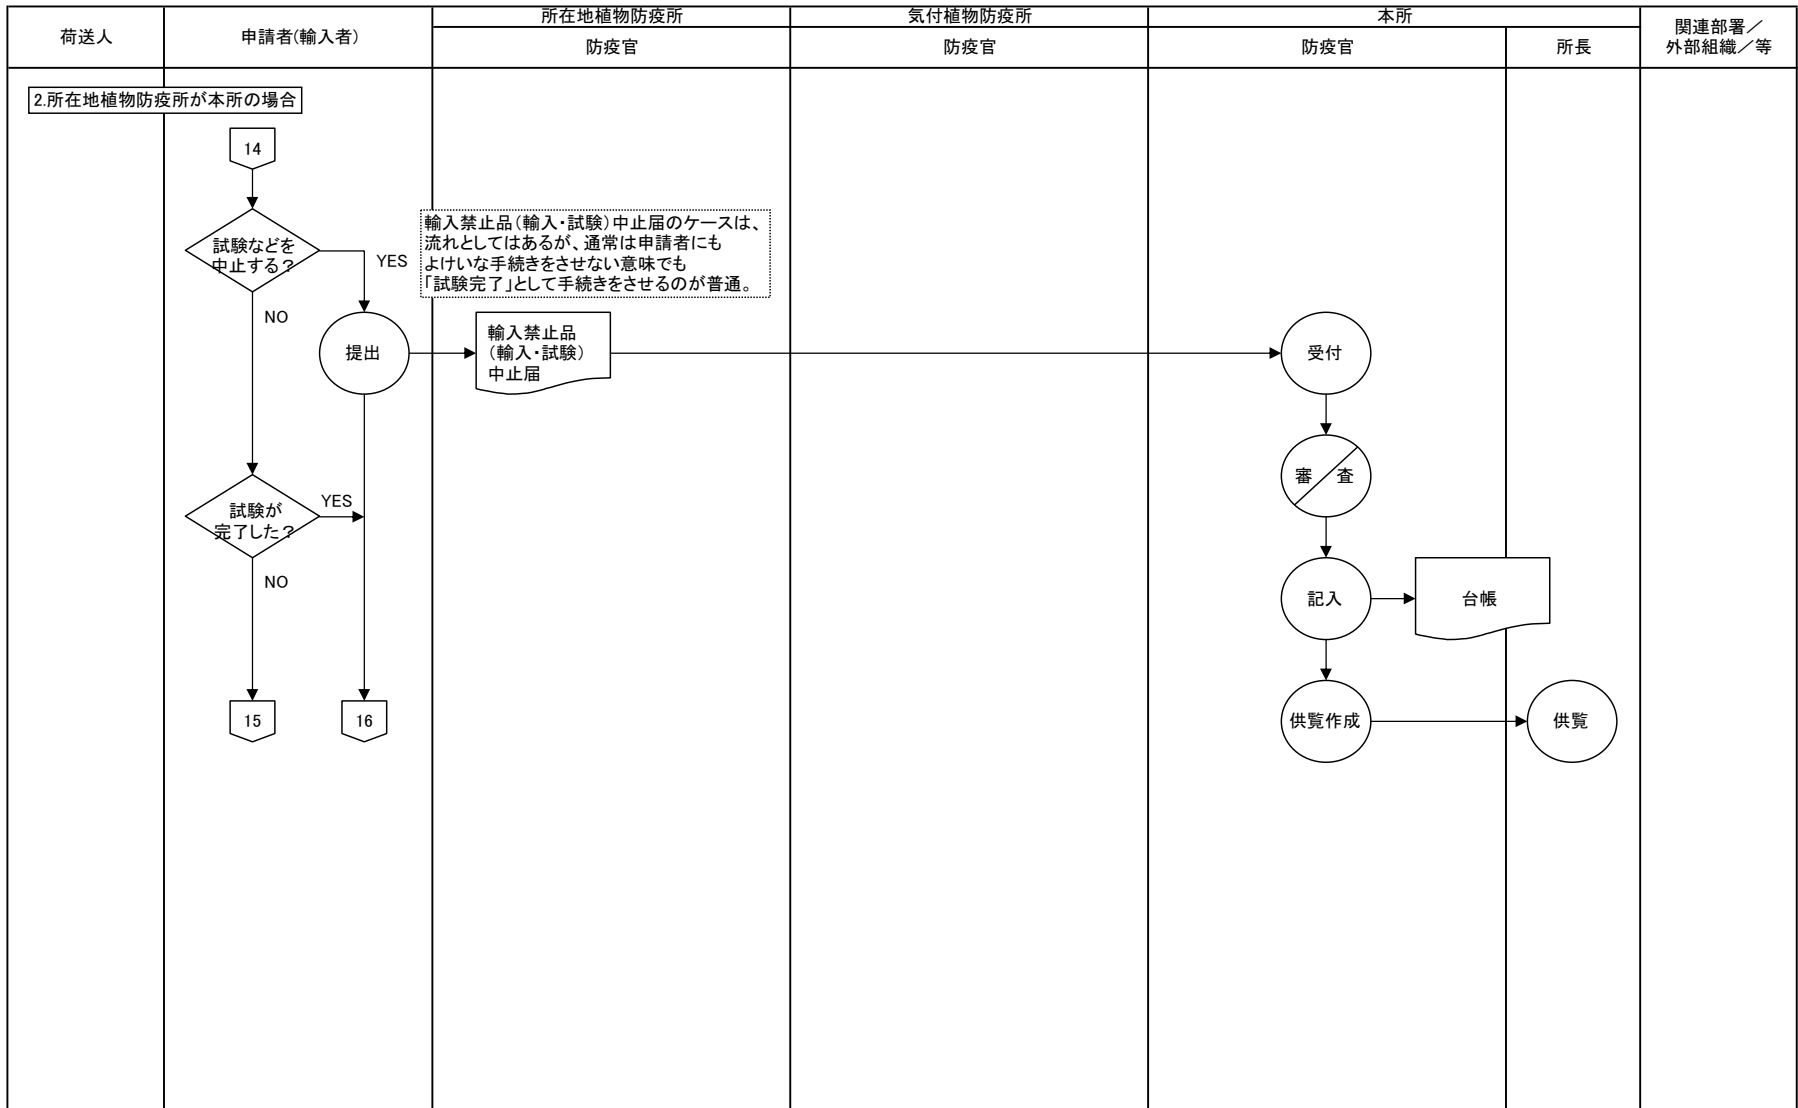 荷送人
申請者(輸入者)
所在地植物防疫所
防疫官
気付植物防疫所
防疫官
本所
防疫官
所長
関連部署／
外部組織／等
2.所在地植物防疫所が本所の場合
14
試験などを
中止する？
YES
NO
輸入禁止品（輸入・試験）中止届のケースは、
流れとしてはあるが、通常は申請者にも
よけいな手続きをさせない意味でも
「試験完了」として手続きをさせるのが普通。
提出
輸入禁止品
（輸入・試験）
中止届
受付
審 査
試験が
完了した？
YES
NO
記入
台帳
15
16
供覧作成
供覧